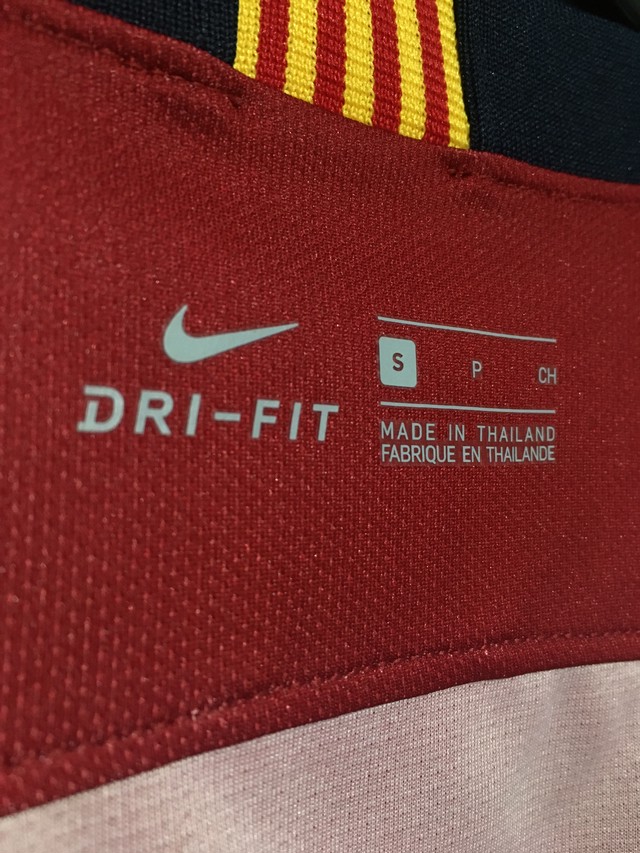 DRI-FIT
S P CH
MADE IN THAILAND
FABRIQUE EN THAILANDE